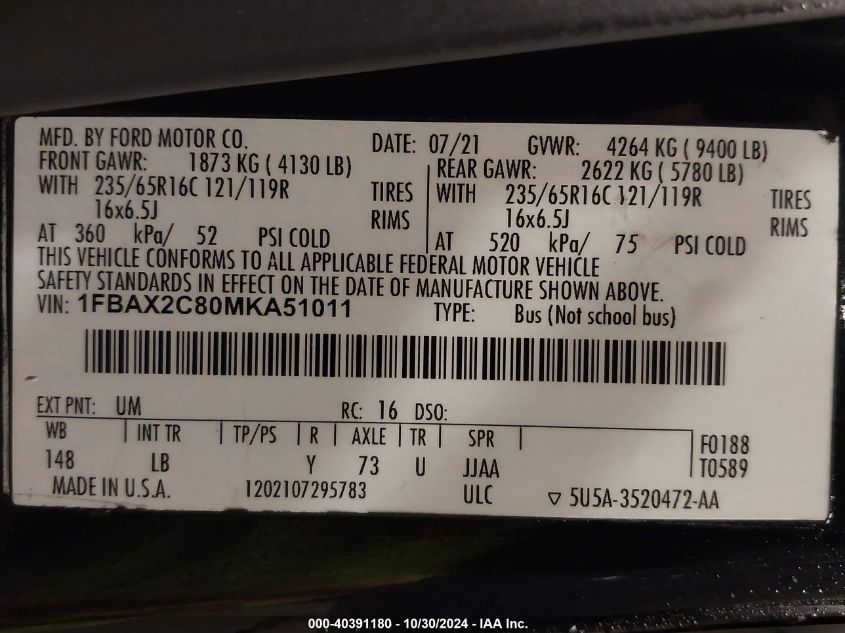 MFD. BY FORD MOTOR CO. DATE: 07/21 GVWR: 4264 KG ( 9400 LB)
FRONT GAWR: 1873 KG ( 4130 LB) REAR GAWR: 2622 KG ( 5780 LB)
WITH 235/65R16C 121/119R TIRES WITH 235/65R16C 121/119R TIRES
16x6.5J RIMS 16x6.5J RIMS
AT 360 kPa/ 52 PSI COLD AT 520 kPa/ 75 PSI COLD
THIS VEHICLE CONFORMS TO ALL APPLICABLE FEDERAL MOTOR VEHICLE
SAFETY STANDARDS IN EFFECT ON THE DATE OF MANUFACTURE SHOWN ABOVE.
VIN: 1FBAX2C80MKA51011 TYPE: Bus (Not school bus)
EXT PNT: UM RC: 16 DSO:
WB INT TR TP/PS R AXLE TR SPR F0188
148 LB Y 73 U JJAA T0589
MADE IN U.S.A. 1202107295783 ULC ▽ 5U5A-3520472-AA
000-40391180 - 10/30/2024 - IAA Inc.